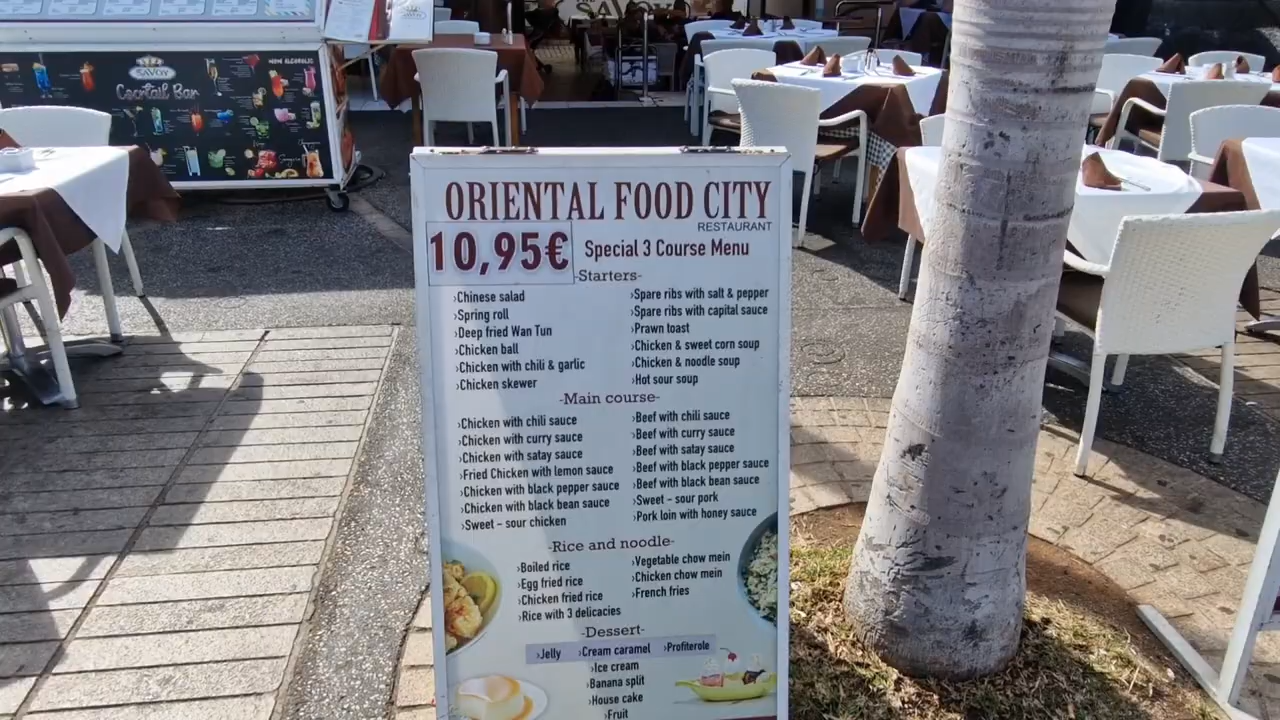 SAVOY
SAVOY
Cocktail Bar
NON ALCOHOLIC
ORIENTAL FOOD CITY
RESTAURANT
10,95€ Special 3 Course Menu
-Starters-
›Chinese salad
›Spring roll
›Deep fried Wan Tun
›Chicken ball
›Chicken with chili & garlic
›Chicken skewer
›Spare ribs with salt & pepper
›Spare ribs with capital sauce
›Prawn toast
›Chicken & sweet corn soup
›Chicken & noodle soup
›Hot sour soup
-Main course-
›Chicken with chili sauce
›Chicken with curry sauce
›Chicken with satay sauce
›Fried Chicken with lemon sauce
›Chicken with black pepper sauce
›Chicken with black bean sauce
›Sweet - sour chicken
›Beef with chili sauce
›Beef with curry sauce
›Beef with satay sauce
›Beef with black pepper sauce
›Beef with black bean sauce
›Sweet - sour pork
›Pork loin with honey sauce
-Rice and noodle-
›Boiled rice
›Egg fried rice
›Chicken fried rice
›Rice with 3 delicacies
›Vegetable chow mein
›Chicken chow mein
›French fries
-Dessert-
›Jelly ›Cream caramel ›Profiterole
›Ice cream
›Banana split
›House cake
›Fruit